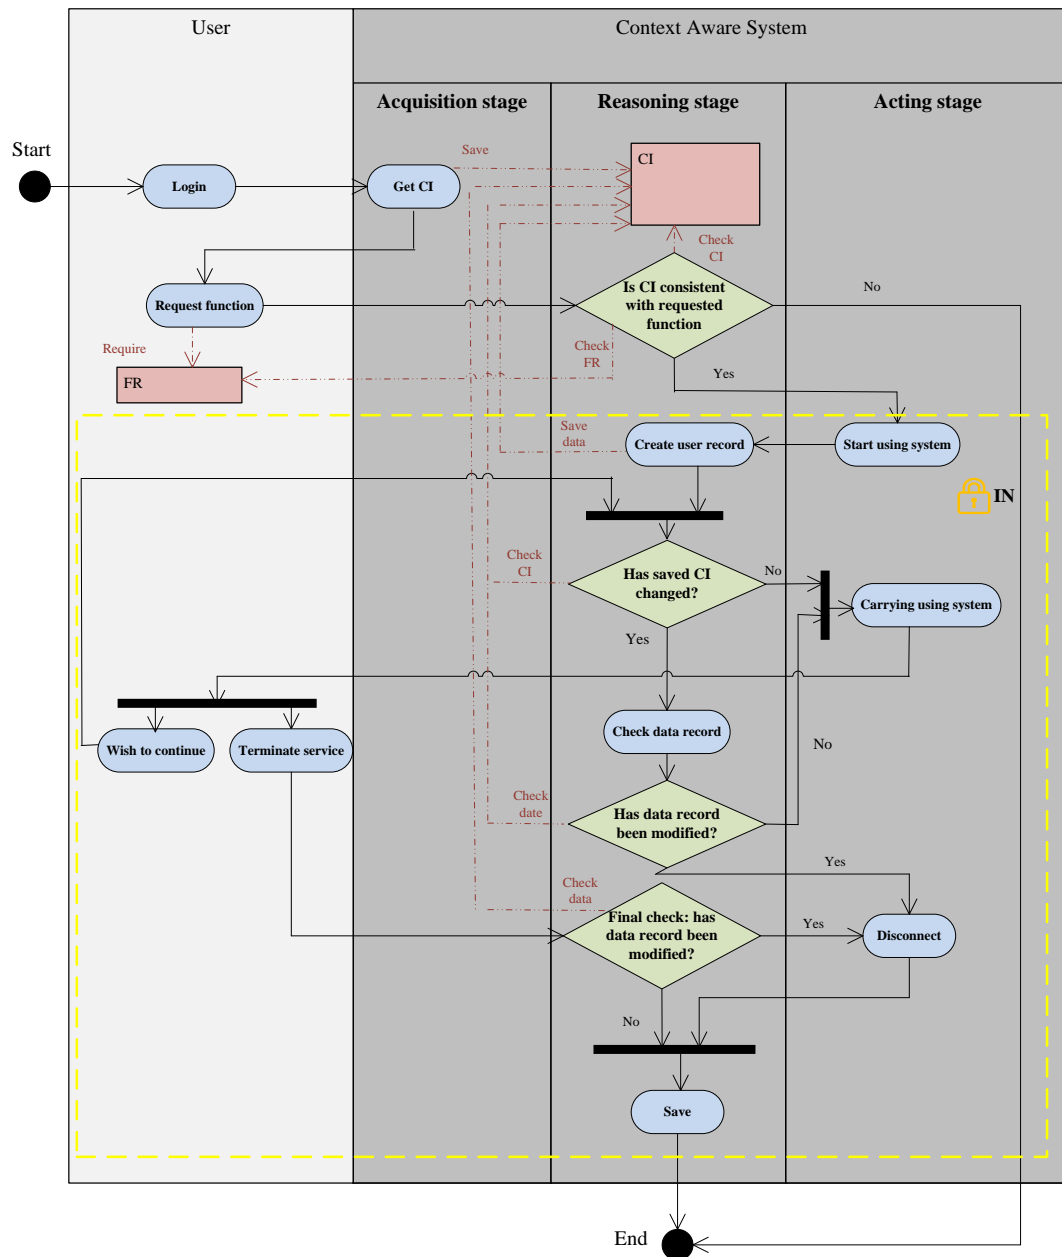 User
Context Aware System
Acquisition stage
Reasoning stage
Acting stage
Start
Save
CI
Login
Get CI
Check
CI
Is CI consistent
with requested
function
No
Request function
Require
Check
FR
FR
Yes
Save
data
Create user record
Start using system
IN
Check
CI
Has saved CI
changed?
No
Carrying using system
Yes
Wish to continue
Terminate service
Check data record
No
Check
date
Has data record
been modified?
Yes
Check
data
Final check: has
data record been
modified?
Yes
Disconnect
No
Save
End